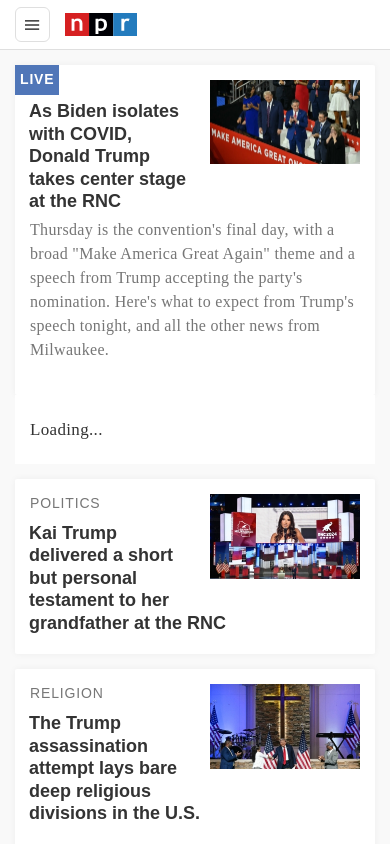 npr
LIVE
As Biden isolates
with COVID,
Donald Trump
takes center stage
at the RNC
MAKE AMERICA GREAT ON
Thursday is the convention's final day, with a
broad "Make America Great Again" theme and a
speech from Trump accepting the party's
nomination. Here's what to expect from Trump's
speech tonight, and all the other news from
Milwaukee.
Loading...
POLITICS
Kai Trump
delivered a short
but personal
testament to her
grandfather at the RNC
RELIGION
The Trump
assassination
attempt lays bare
deep religious
divisions in the U.S.